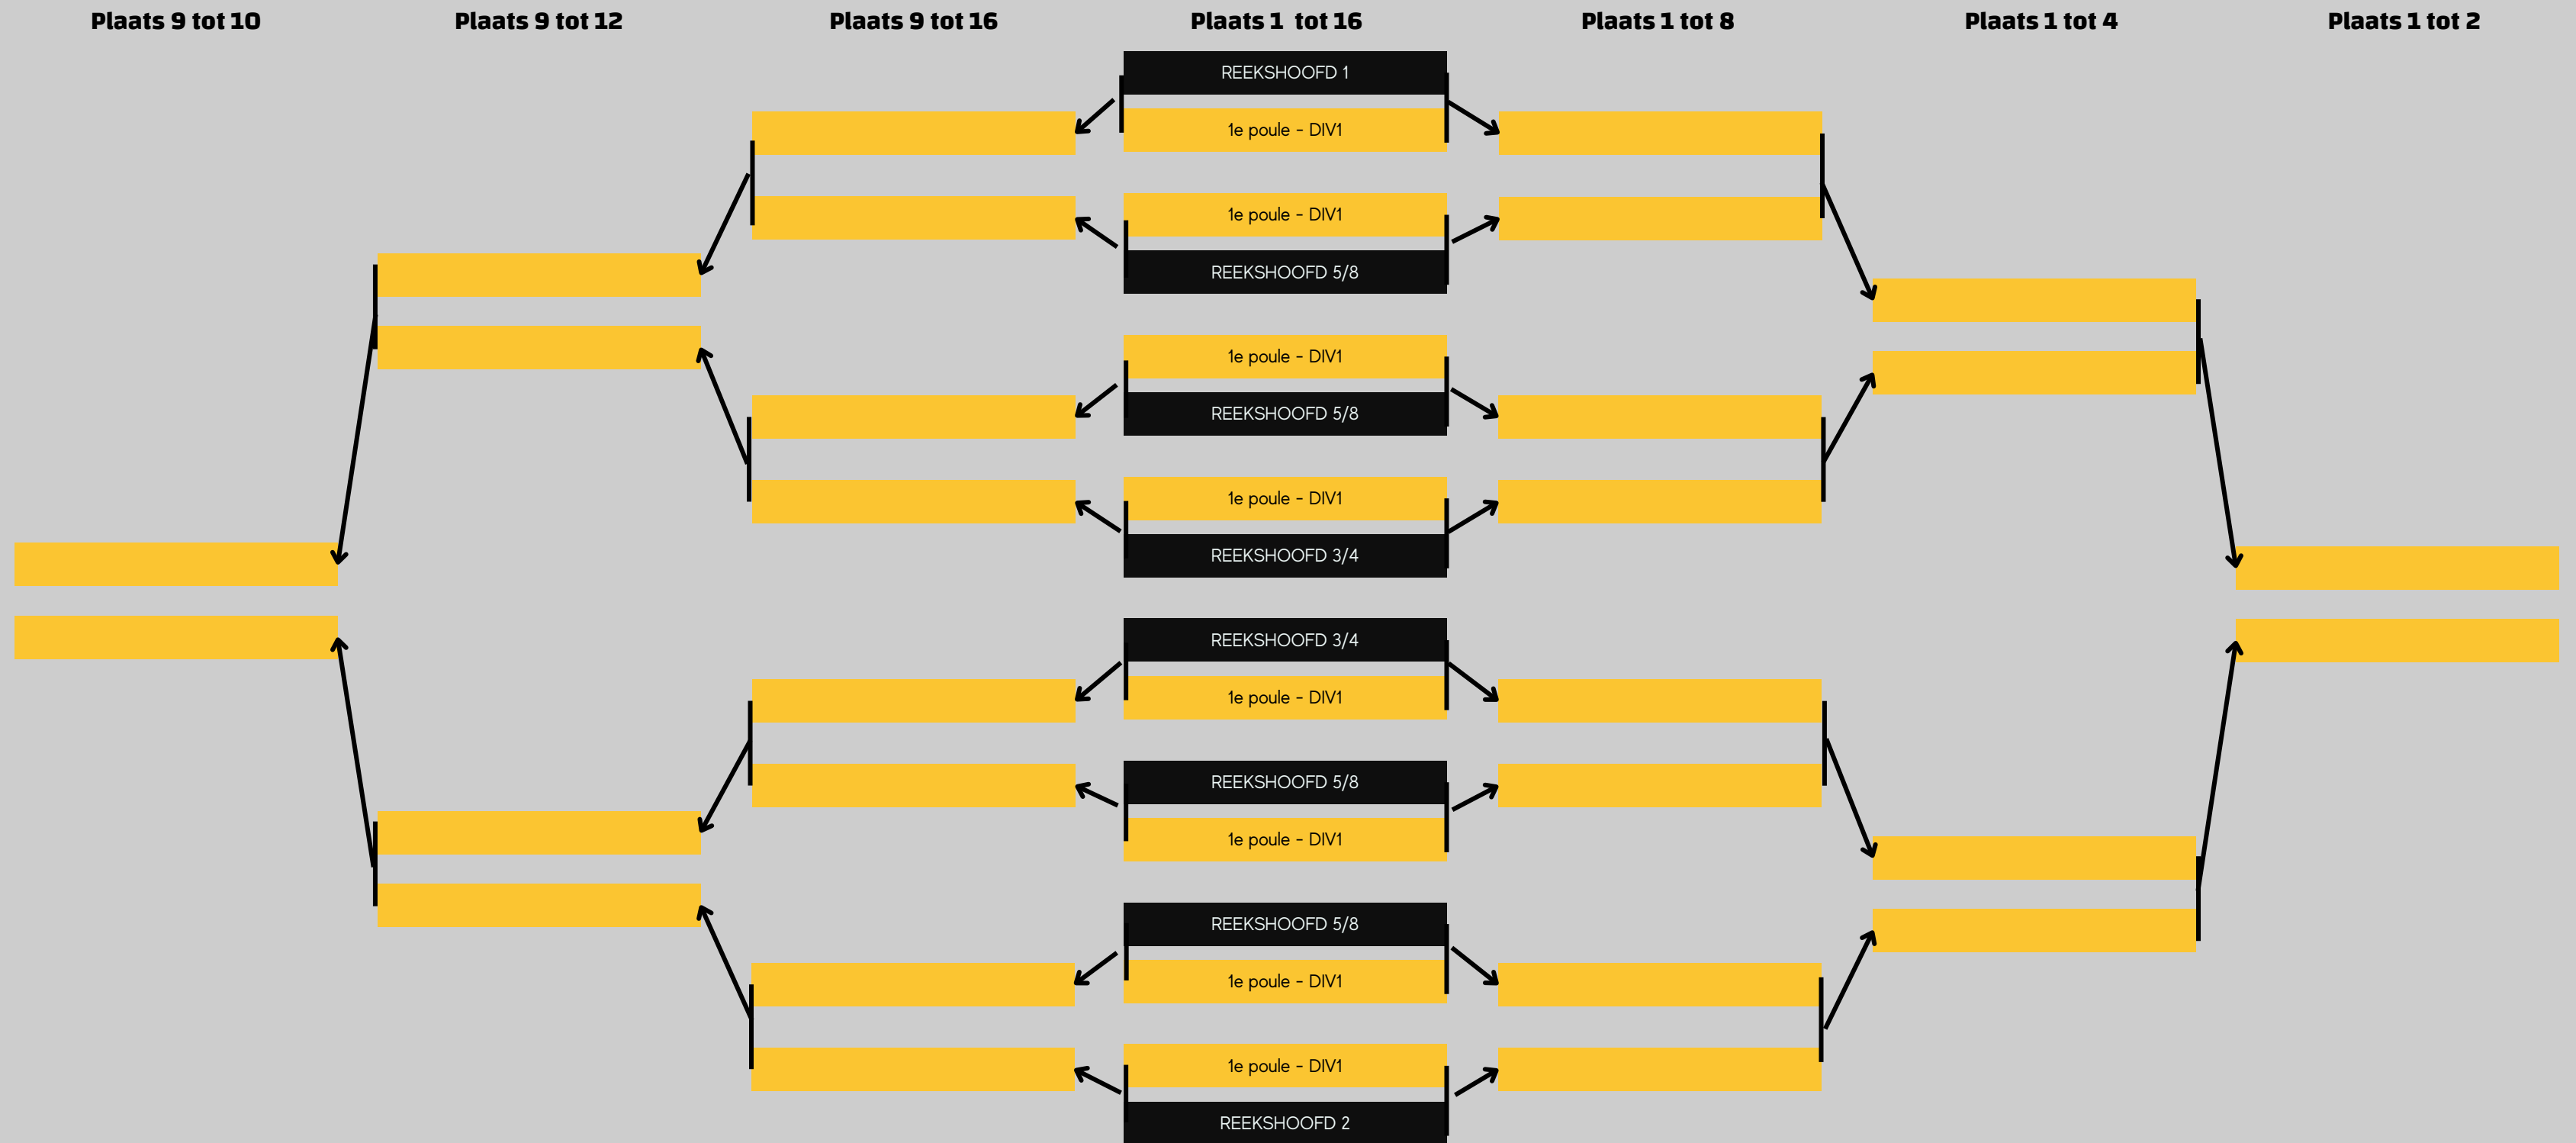 Plaats 9 tot 10
Plaats 9 tot 12
Plaats 9 tot 16
Plaats 1 tot 16
Plaats 1 tot 8
Plaats 1 tot 4
Plaats 1 tot 2
REEKSHOOFD 1
1e poule - DIV1
1e poule - DIV1
REEKSHOOFD 5/8
1e poule - DIV1
REEKSHOOFD 5/8
1e poule - DIV1
REEKSHOOFD 3/4
REEKSHOOFD 3/4
1e poule - DIV1
REEKSHOOFD 5/8
1e poule - DIV1
REEKSHOOFD 5/8
1e poule - DIV1
1e poule - DIV1
REEKSHOOFD 2